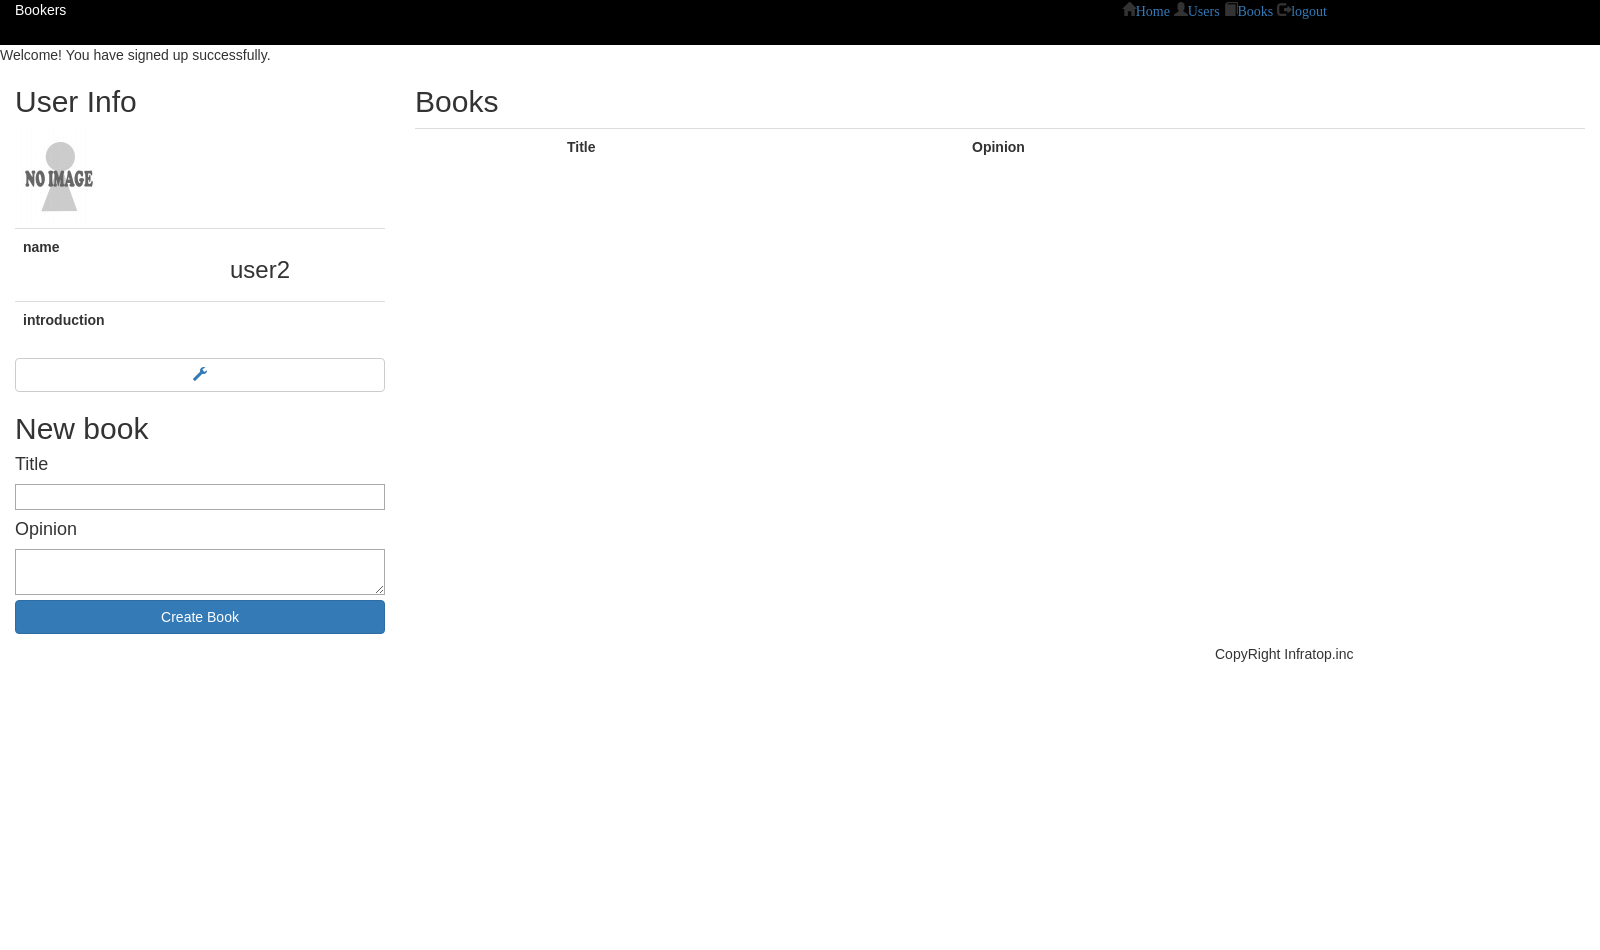 Bookers
Home Users Books logout
Welcome! You have signed up successfully.
User Info
NO IMAGE
name
user2
introduction
New book
Title
Opinion
Create Book
Books
Title Opinion
CopyRight Infratop.inc